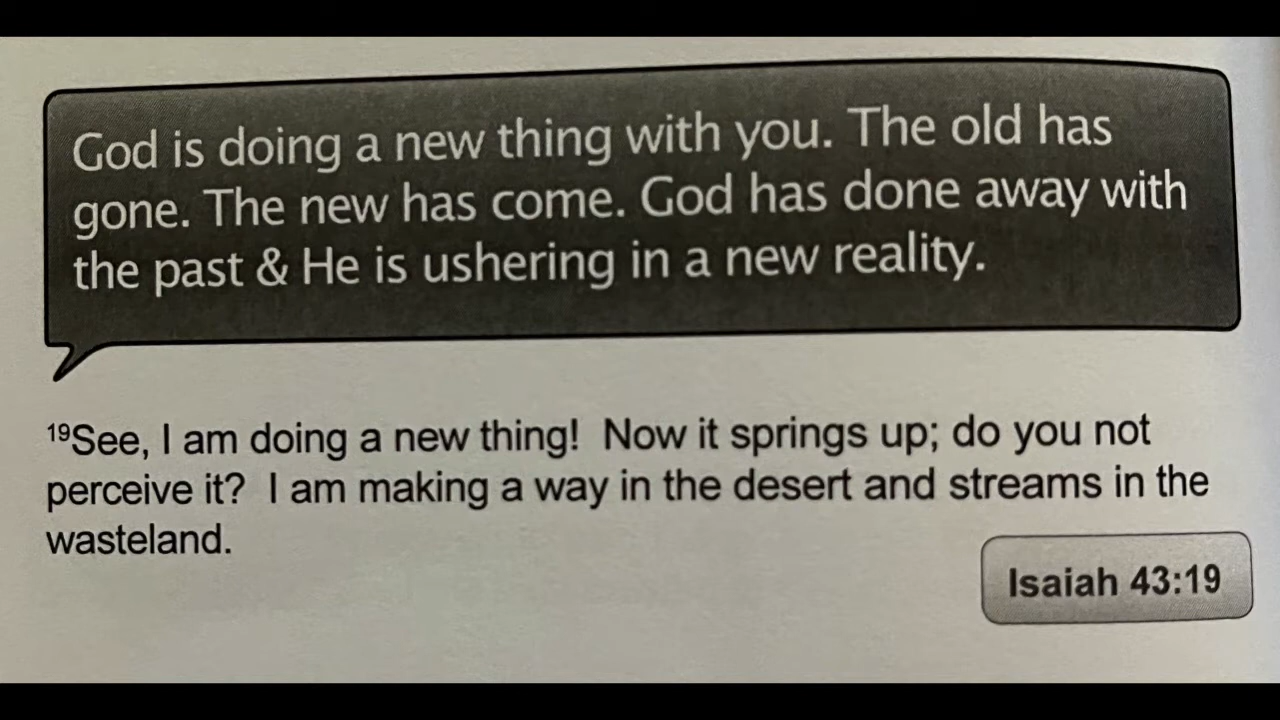 God is doing a new thing with you. The old has
gone. The new has come. God has done away with
the past & He is ushering in a new reality.
¹⁹See, I am doing a new thing! Now it springs up; do you not
perceive it? I am making a way in the desert and streams in the
wasteland.
Isaiah 43:19